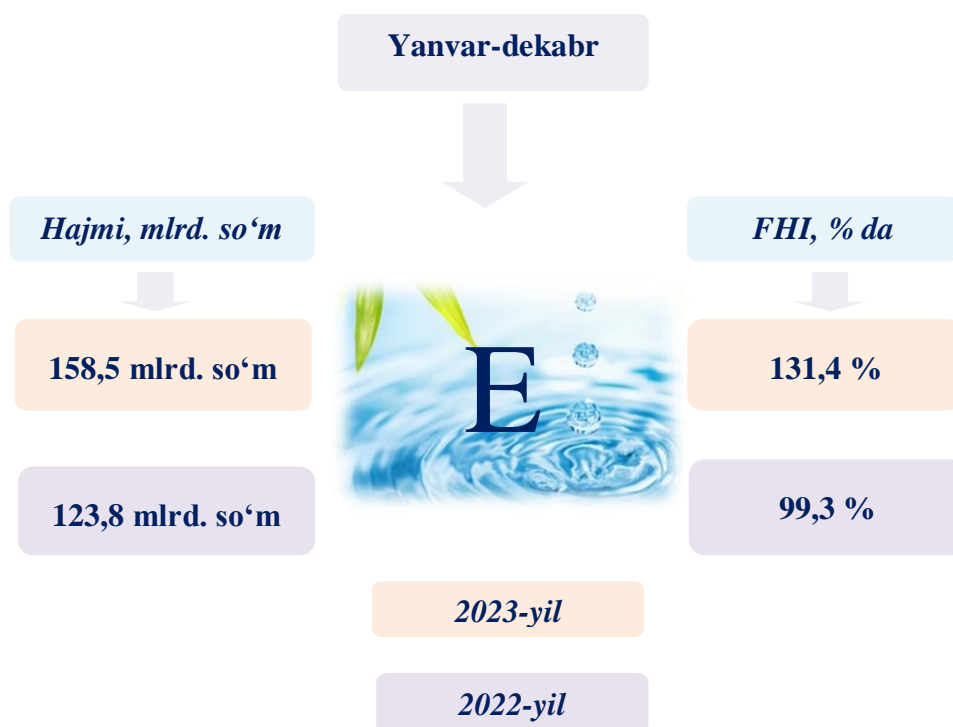 Yanvar-dekabr
Hajmi, mlrd. so‘m
FHI, % da
158,5 mlrd. so‘m
E
131,4 %
123,8 mlrd. so‘m
99,3 %
2023-yil
2022-yil